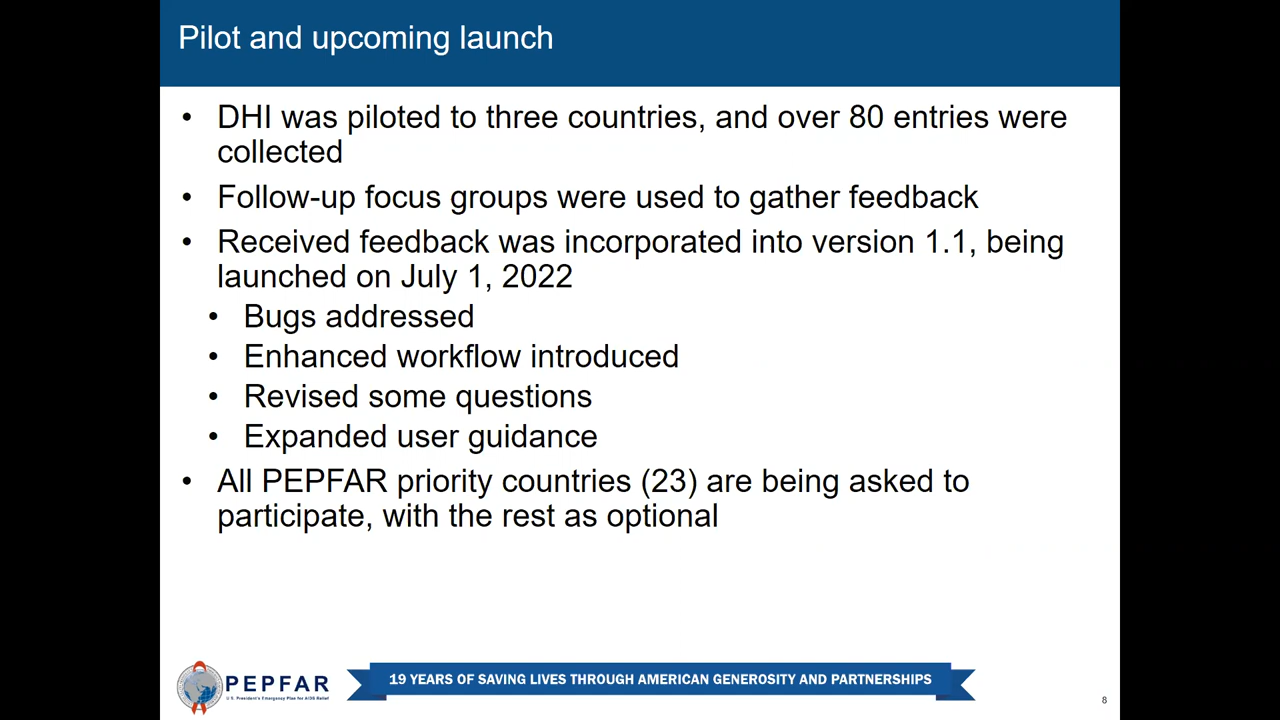 Pilot and upcoming launch
• DHI was piloted to three countries, and over 80 entries were
collected
• Follow-up focus groups were used to gather feedback
• Received feedback was incorporated into version 1.1, being
launched on July 1, 2022
• Bugs addressed
• Enhanced workflow introduced
• Revised some questions
• Expanded user guidance
• All PEPFAR priority countries (23) are being asked to
participate, with the rest as optional
PEPFAR
U.S. President's Emergency Plan for AIDS Relief
19 YEARS OF SAVING LIVES THROUGH AMERICAN GENEROSITY AND PARTNERSHIPS
8